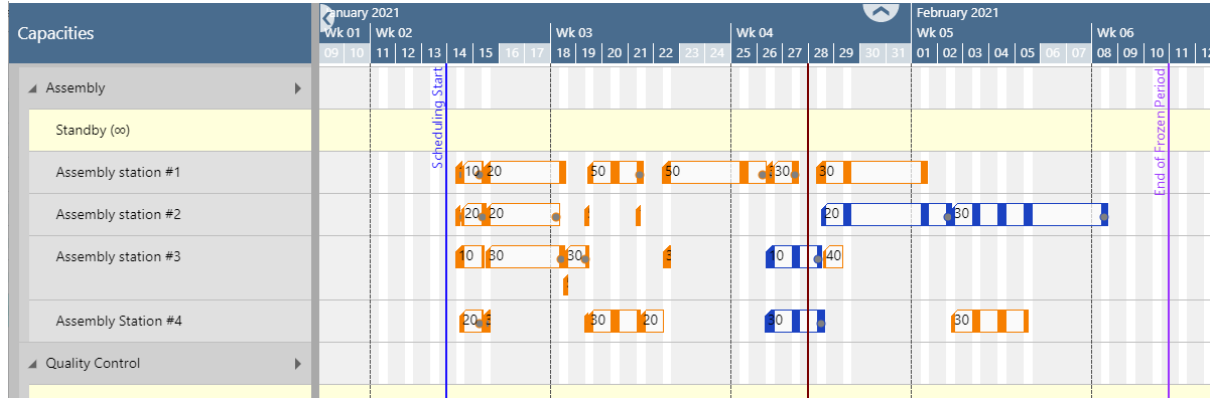 Capacities
January 2021
February 2021
Wk 01 Wk 02 Wk 03 Wk 04 Wk 05 Wk 06
09 10 11 12 13 14 15 16 17 18 19 20 21 22 23 24 25 26 27 28 29 30 31 01 02 03 04 05 06 07 08 09 10 11
Scheduling Start
End of Frozen Period
Assembly
Standby (∞)
Assembly station #1
10 20 50 50 30 30
Assembly station #2
20 20 20 30
Assembly station #3
10 30 30 10 40
Assembly Station #4
20 30 20 30 30
Quality Control